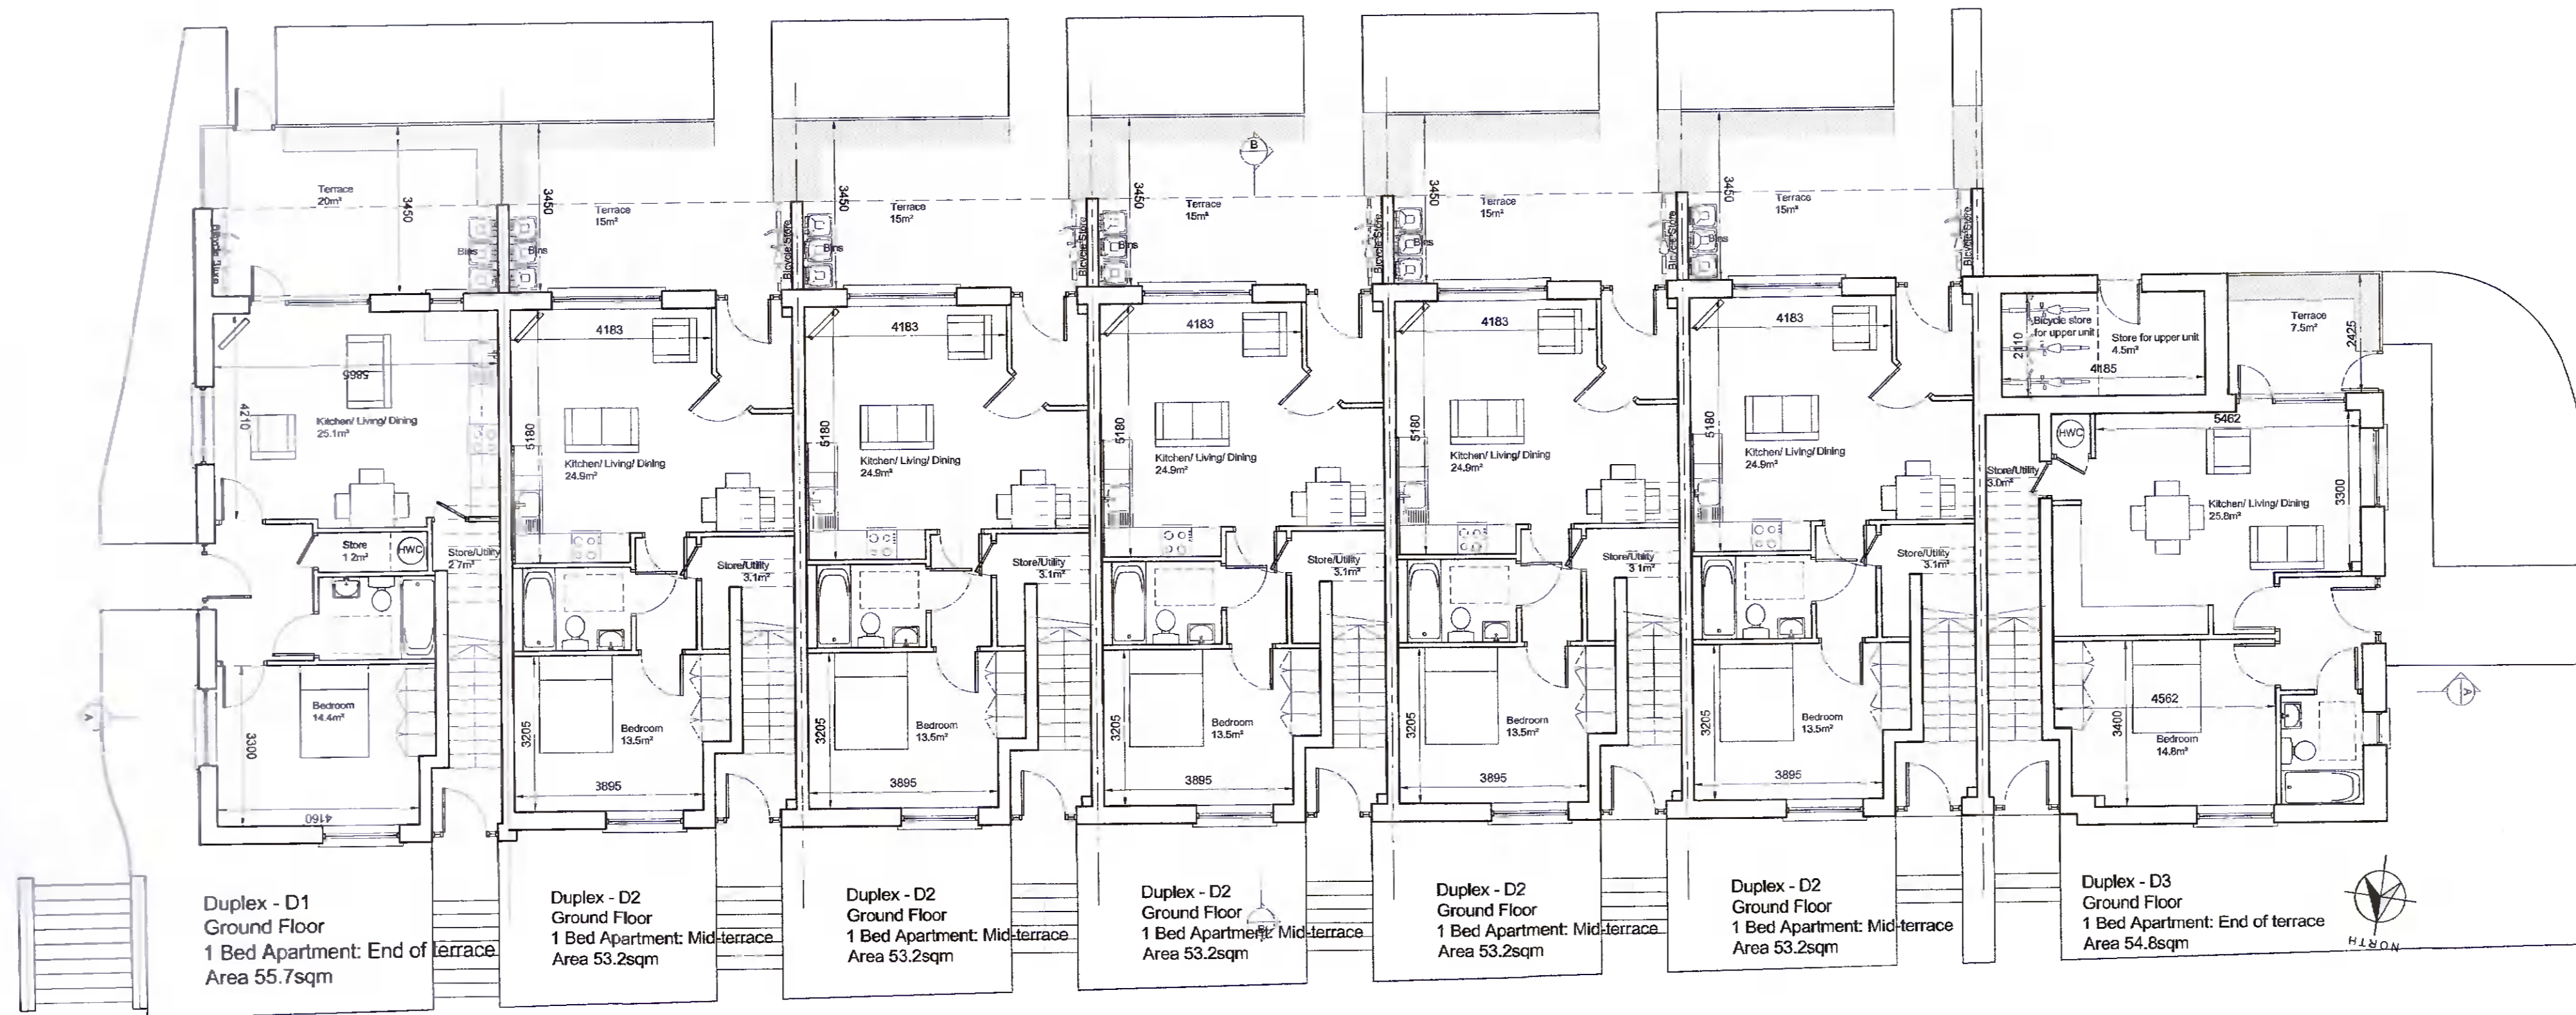 Terrace
20m²
3450
Bins
Bicycle Store
5865
4210
Kitchen/ Living/ Dining
25.1m²
Store
1.2m²
HWC
Store/Utility
2.7m²
Bedroom
14.4m²
3300
4160
A
Duplex - D1
Ground Floor
1 Bed Apartment: End of terrace
Area 55.7sqm
3450
Terrace
15m²
Bins
Bicycle Store
4183
5180
Kitchen/ Living/ Dining
24.9m²
Store/Utility
3.1m²
3205
Bedroom
13.5m²
3895
Duplex - D2
Ground Floor
1 Bed Apartment: Mid-terrace
Area 53.2sqm
3450
Terrace
15m²
Bins
Bicycle Store
4183
5180
Kitchen/ Living/ Dining
24.9m²
Store/Utility
3.1m²
3205
Bedroom
13.5m²
3895
Duplex - D2
Ground Floor
1 Bed Apartment: Mid-terrace
Area 53.2sqm
B
3450
Terrace
15m²
Bins
Bicycle Store
4183
5180
Kitchen/ Living/ Dining
24.9m²
Store/Utility
3.1m²
3205
Bedroom
13.5m²
3895
Duplex - D2
Ground Floor
1 Bed Apartment: Mid-terrace
Area 53.2sqm
B
3450
Terrace
15m²
Bins
Bicycle Store
4183
5180
Kitchen/ Living/ Dining
24.9m²
Store/Utility
3.1m²
3205
Bedroom
13.5m²
3895
Duplex - D2
Ground Floor
1 Bed Apartment: Mid-terrace
Area 53.2sqm
3450
Terrace
15m²
Bins
Bicycle Store
4183
5180
Kitchen/ Living/ Dining
24.9m²
Store/Utility
3.1m²
3205
Bedroom
13.5m²
3895
Duplex - D2
Ground Floor
1 Bed Apartment: Mid-terrace
Area 53.2sqm
Bicycle store
for upper unit
2110
Store for upper unit
4.5m²
4185
Terrace
7.5m²
2425
HWC
5462
Store/Utility
3.0m²
Kitchen/ Living/ Dining
25.8m²
3300
4562
3400
Bedroom
14.8m²
A
Duplex - D3
Ground Floor
1 Bed Apartment: End of terrace
Area 54.8sqm
NORTH